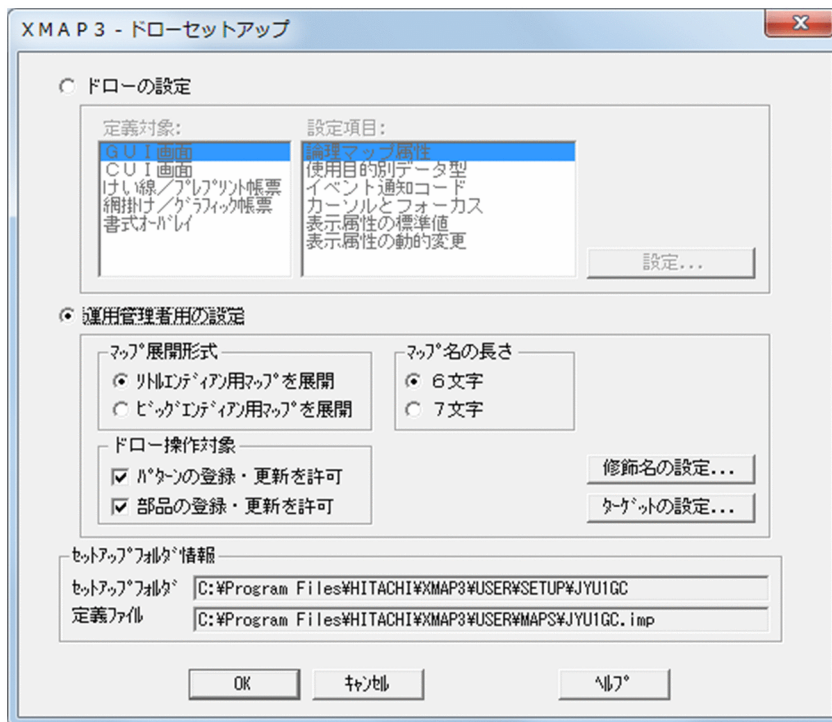 XMAP3-ドローセットアップ
ドローの設定
定義対象:
設定項目:
GUI画面
CUI画面
けい線/プレプリント帳票
網掛け/グラフィック帳票
書式オーバレイ
論理マップ属性
使用目的別データ型
イベント通知コード
カーソルとフォーカス
表示属性の標準値
表示属性の動的変更
設定...
運用管理者用の設定
マップ展開形式
リトルエンディアン用マップを展開
ビッグエンディアン用マップを展開
マップ名の長さ
6文字
7文字
ドロー操作対象
パターンの登録・更新を許可
部品の登録・更新を許可
修飾名の設定...
ターゲットの設定...
セットアップフォルダ情報
セットアップフォルダ C:¥Program Files¥HITACHI¥XMAP3¥USER¥SETUP¥JYU1GC
定義ファイル C:¥Program Files¥HITACHI¥XMAP3¥USER¥MAPS¥JYU1GC.imp
OK
キャンセル
ヘルプ